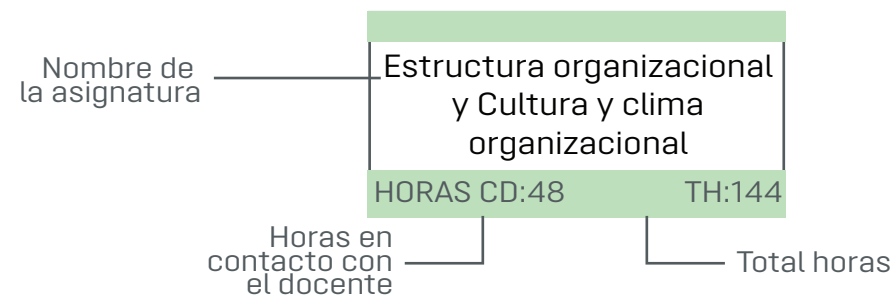 Nombre de
la asignatura
Estructura organizacional
y Cultura y clima
organizacional
HORAS CD:48 TH:144
Horas en
contacto con
el docente
Total horas